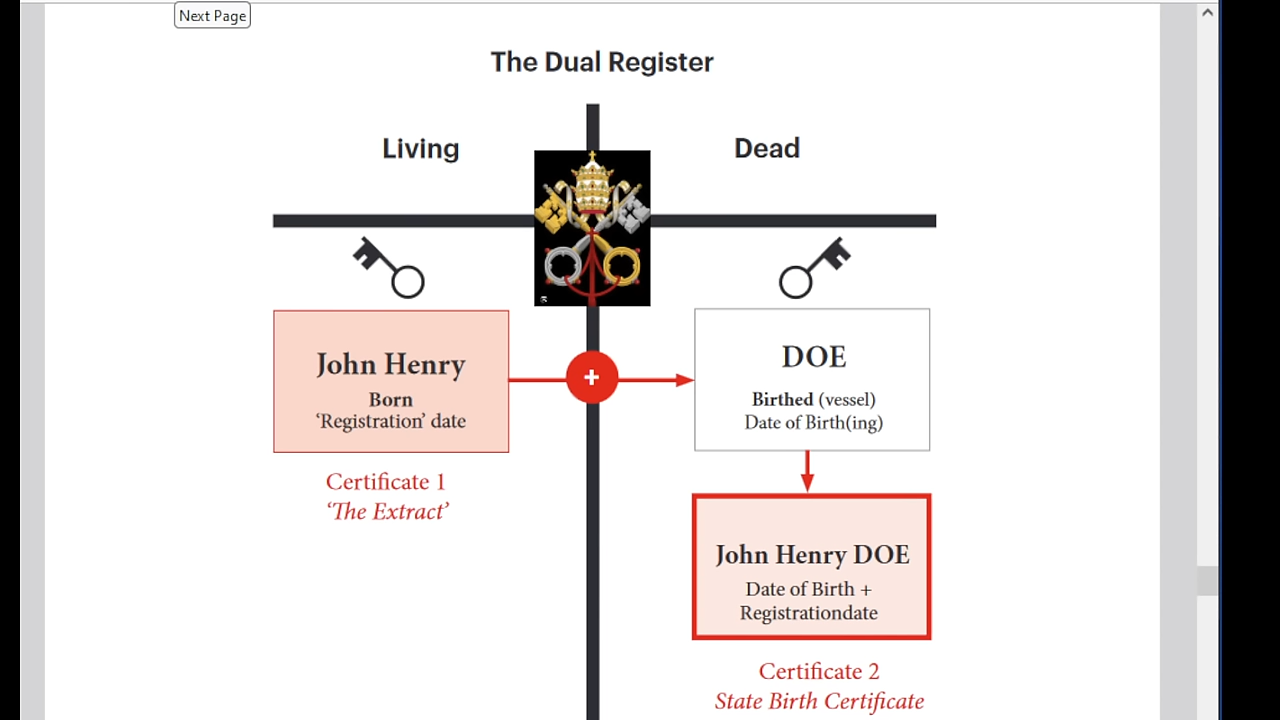 Next Page
The Dual Register
Living
Dead
John Henry
Born
‘Registration’ date
Certificate 1
‘The Extract’
DOE
Birthed (vessel)
Date of Birth(ing)
John Henry DOE
Date of Birth +
Registrationdate
Certificate 2
State Birth Certificate